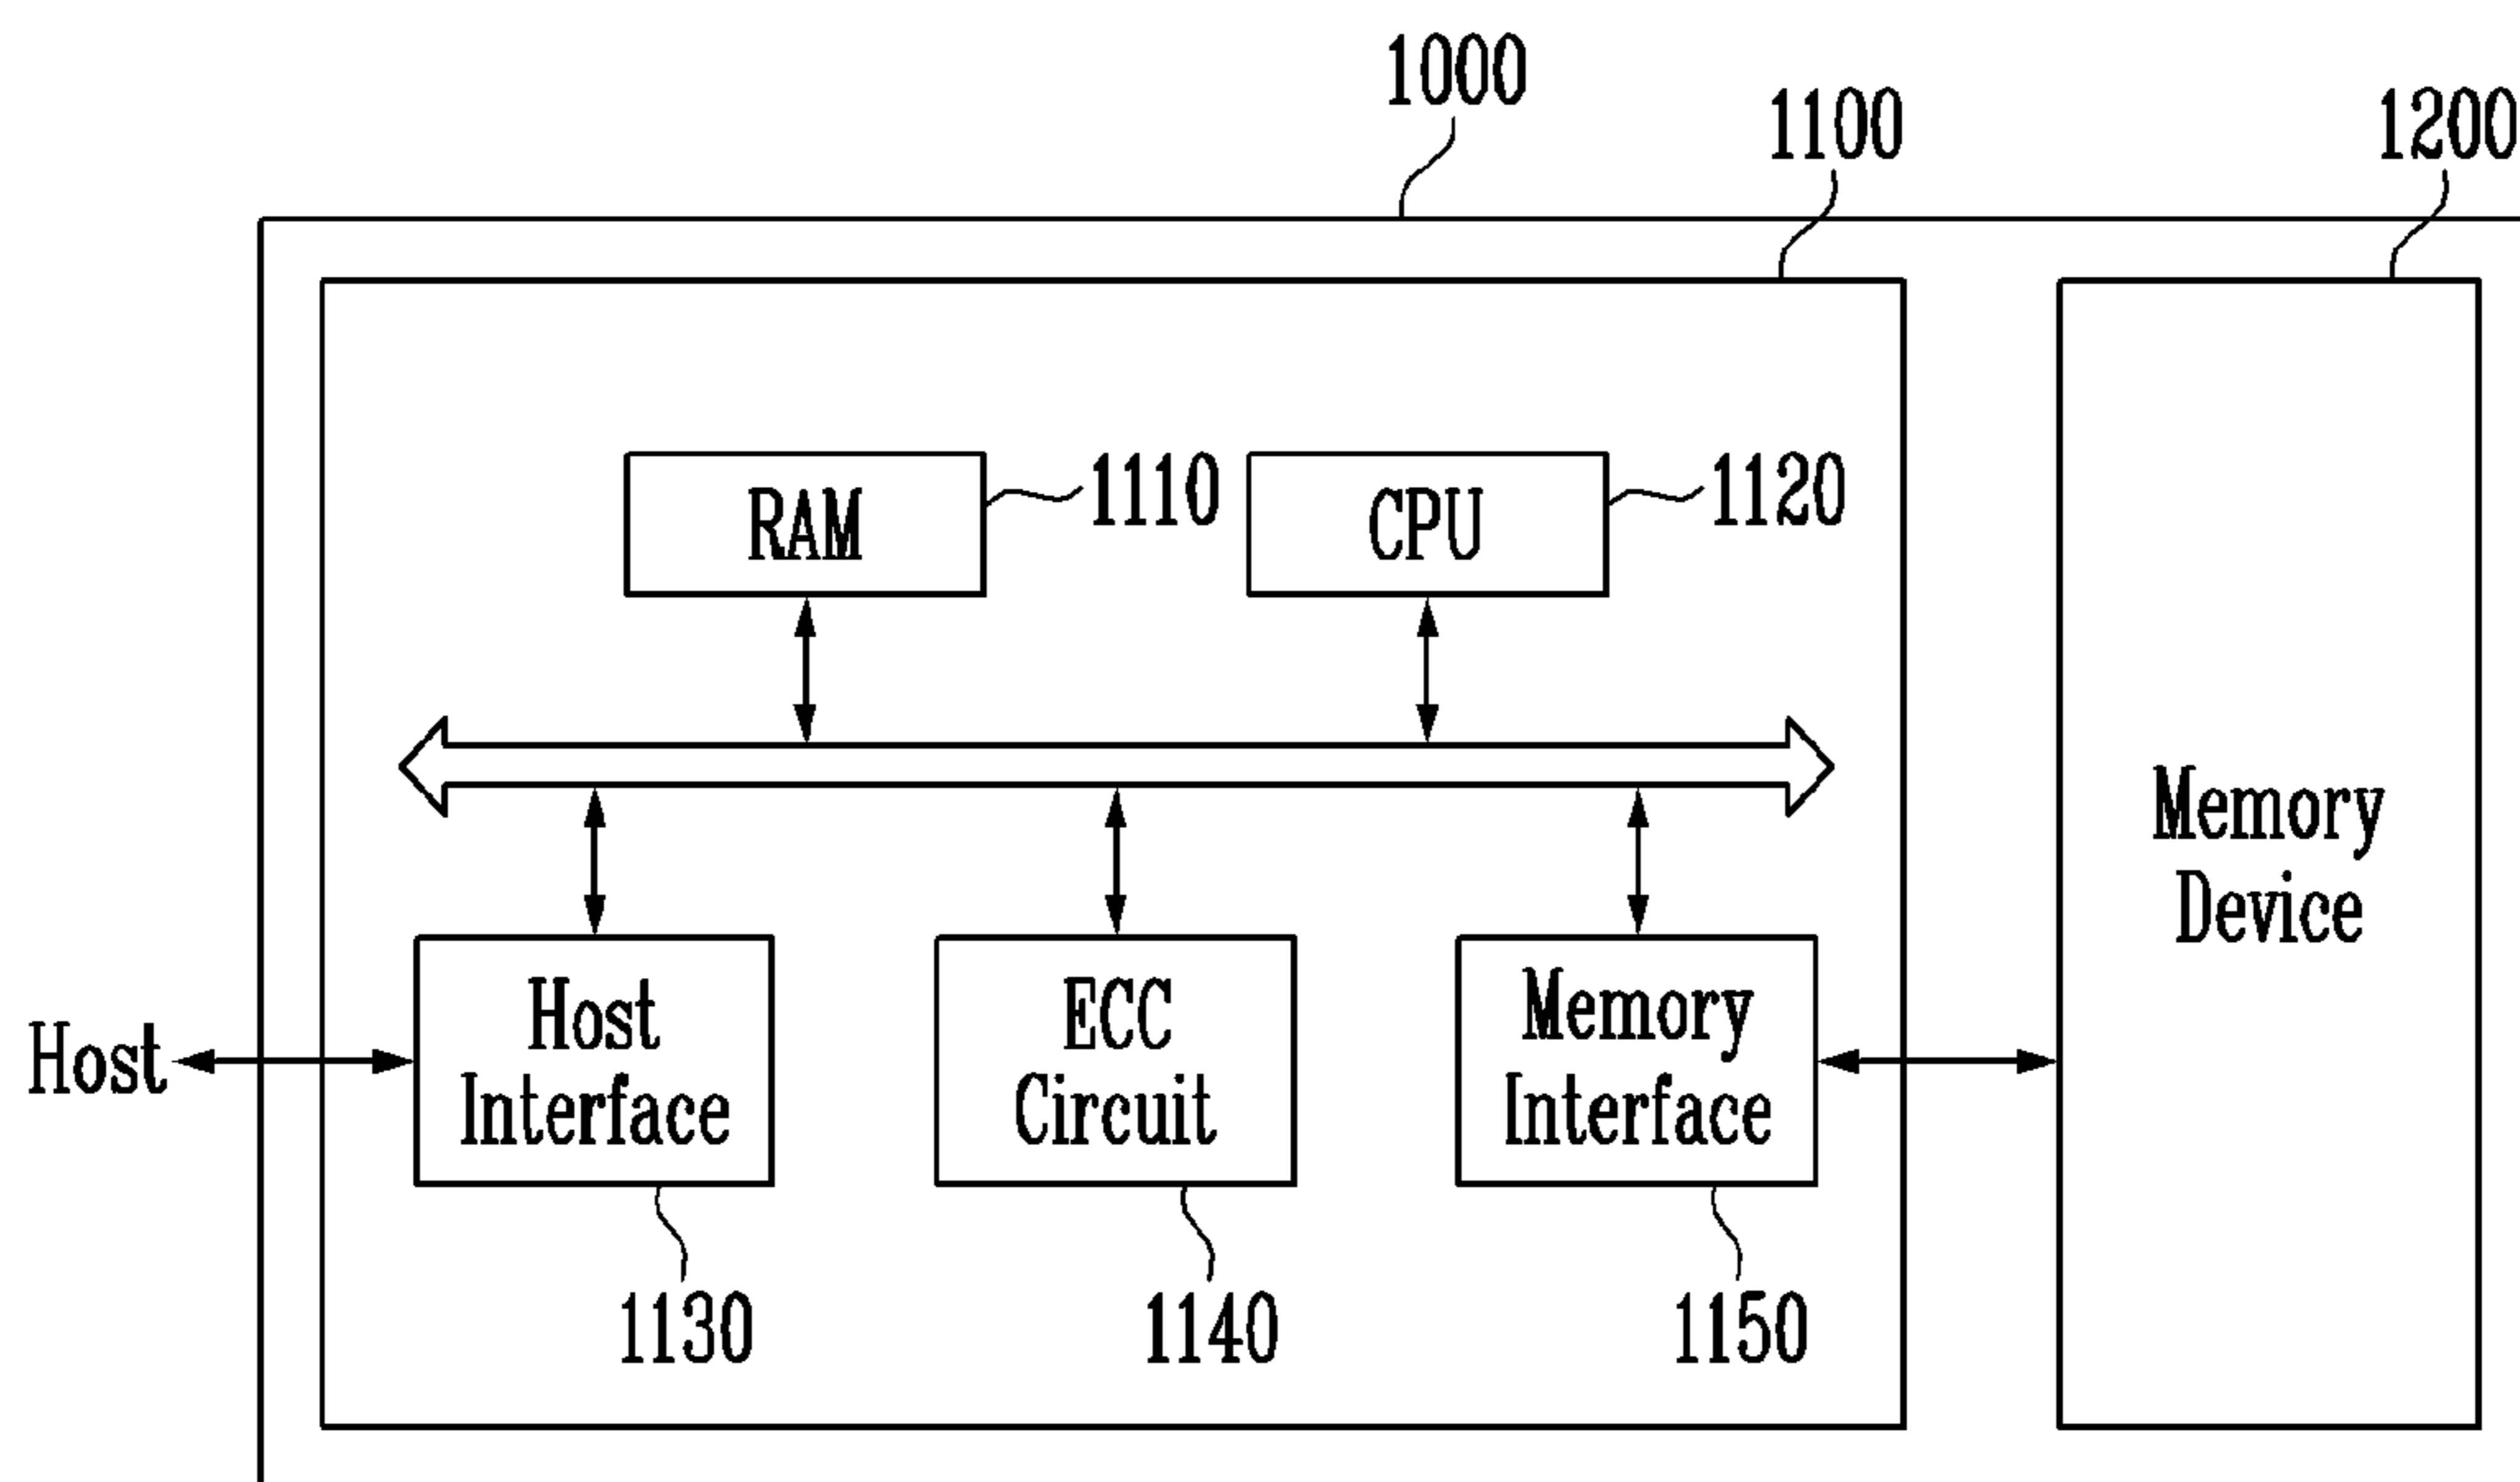 1000
1100
1200
RAM
1110
CPU
1120
Memory
Device
Host
Host
Interface
ECC
Circuit
Memory
Interface
1130
1140
1150